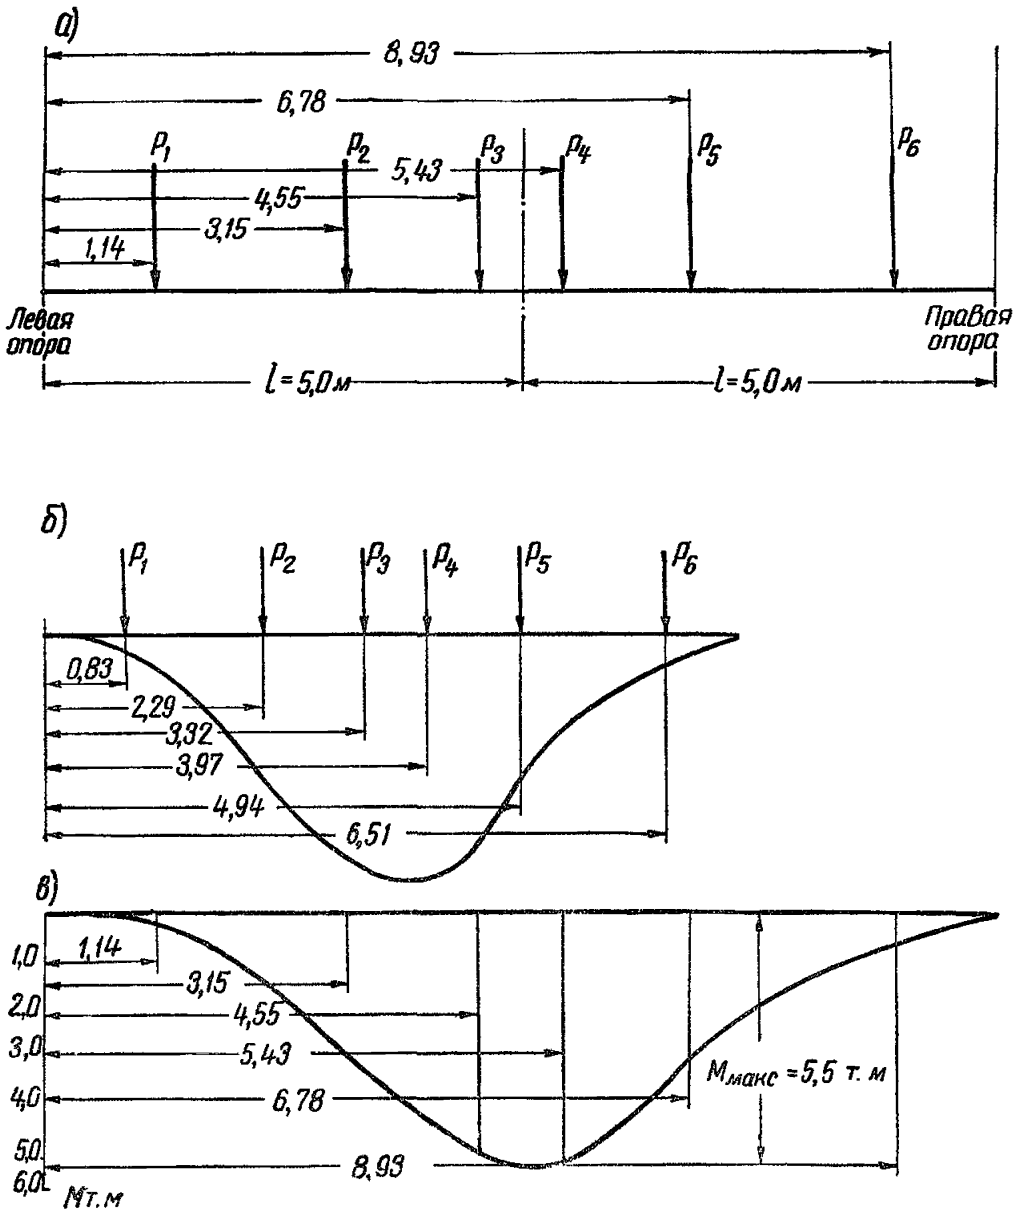 а)
8,93
6,78
P1 P2 P3 P4 P5 P6
5,43
4,55
3,15
1,14
Левая опора
Правая опора
l=5,0м l=5,0м
б)
P1 P2 P3 P4 P5 P6
0,83
2,29
3,32
3,97
4,94
6,51
в)
1,0 1,14
3,15
2,0 4,55
3,0 5,43
Mмакс=5,5 т.м
4,0 6,78
5,0
8,93
6,0
Mт.м